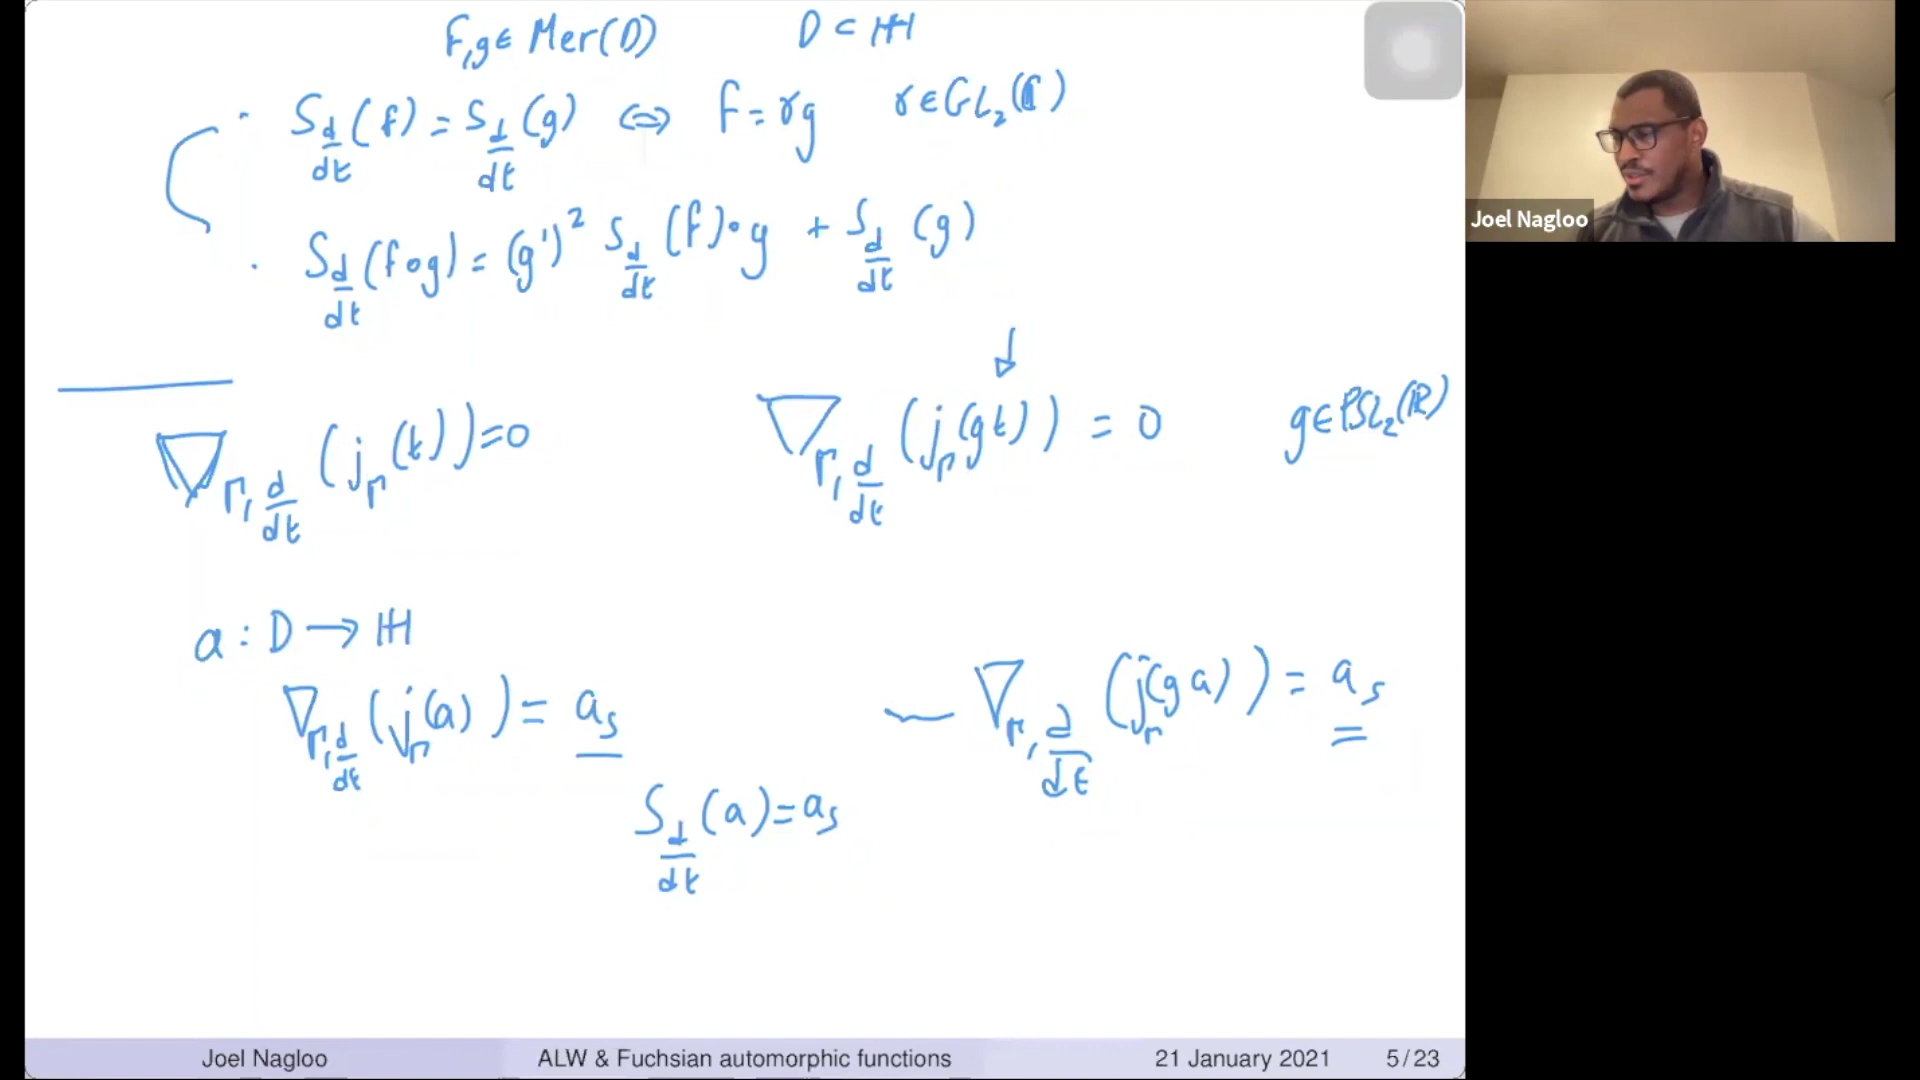 F,g ∈ Mer(D) D ⊂ ℍ
· S_{d/dt}(f) = S_{d/dt}(g) ⇔ f = γg γ ∈ GL₂(ℂ)
· S_{d/dt}(f∘g) = (g')² S_{d/dt}(f)∘g + S_{d/dt}(g)
∇_{Γ, d/dt}(j_Γ(t)) = 0 ∇_{Γ, d/dt}(j_Γ(gt)) = 0 g ∈ PSL₂(ℝ)
a : D → ℍ
∇_{Γ, d/dt}(j_Γ(a)) = a_s ∇_{Γ, d/dt}(j_Γ(ga)) = a_s
S_{d/dt}(a) = a_s
Joel Nagloo ALW & Fuchsian automorphic functions 21 January 2021 5/23
Joel Nagloo